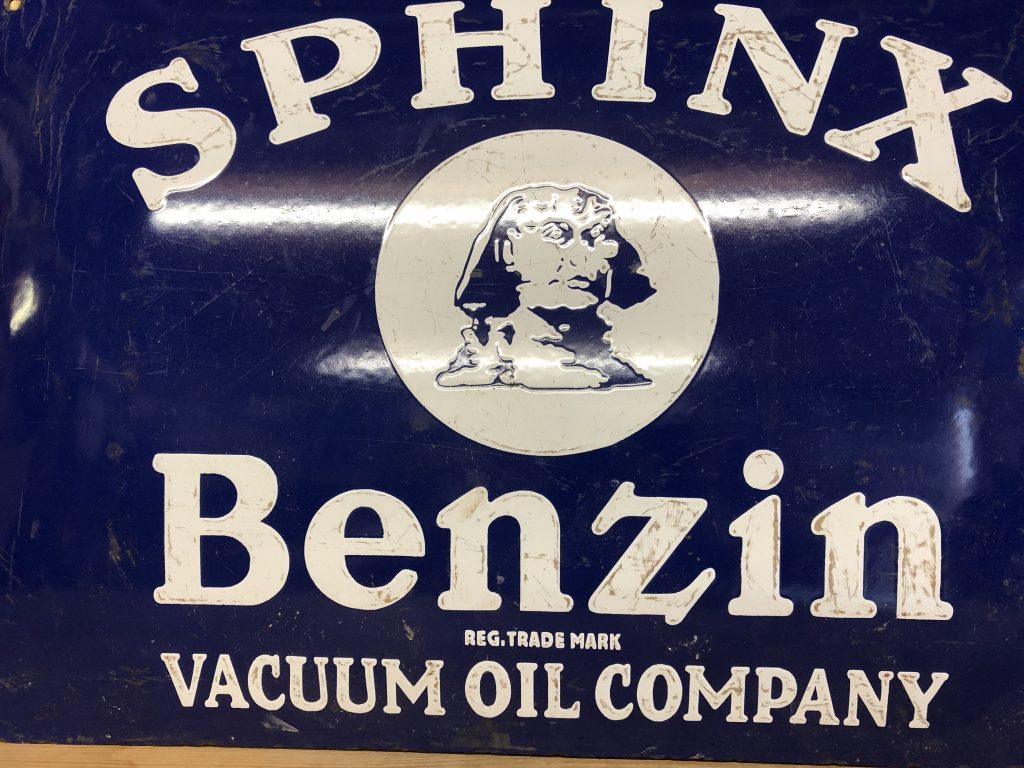 SPHINX
Benzin
REG. TRADE MARK
VACUUM OIL COMPANY